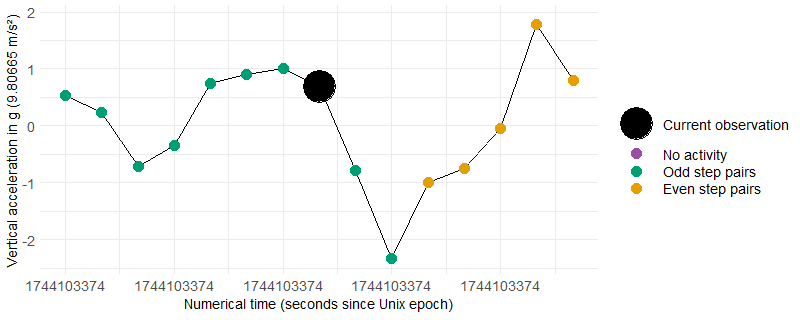 Vertical acceleration in g (9.80665 m/s²)
2
1
0
-1
-2
1744103374 1744103374 1744103374 1744103374 1744103374
Numerical time (seconds since Unix epoch)
Current observation
No activity
Odd step pairs
Even step pairs